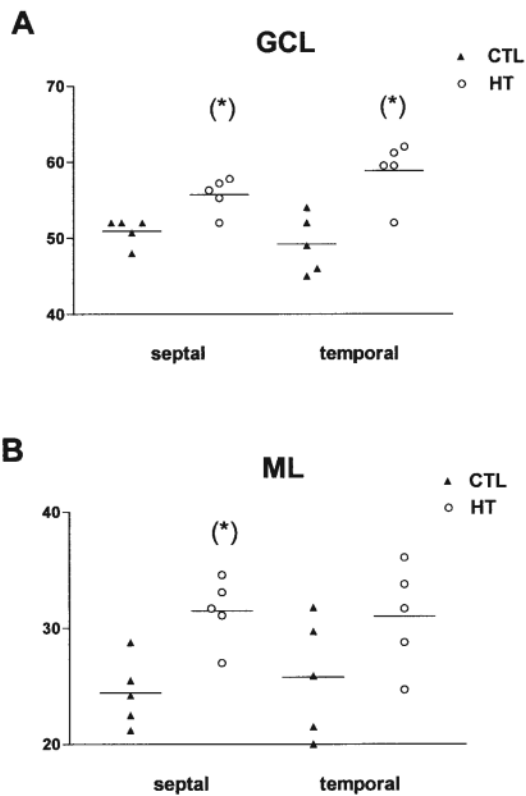 A
GCL
CTL
HT
70
(*)
(*)
60
50
40
septal
temporal
B
ML
CTL
HT
40
(*)
30
20
septal
temporal